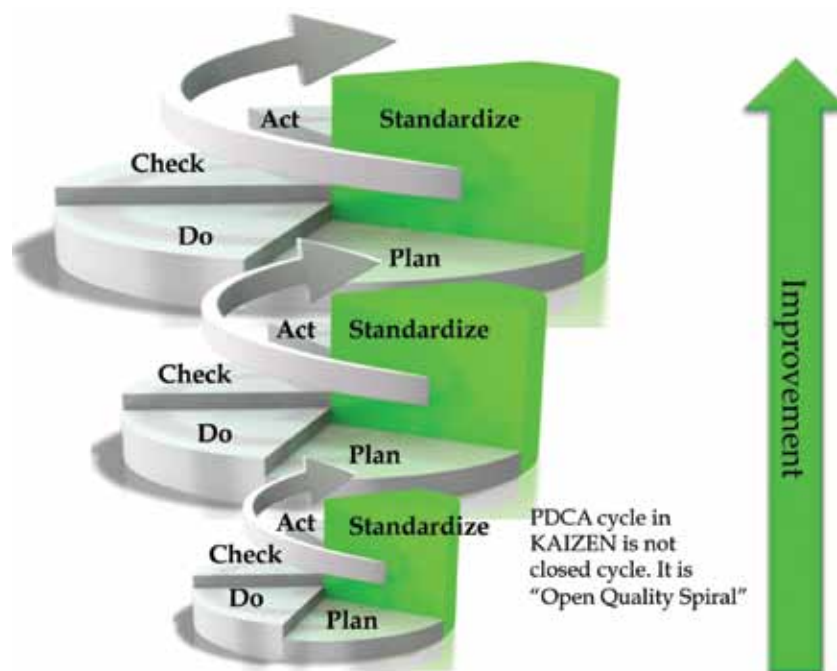 Act
Standardize
Check
Do
Plan
Act
Standardize
Check
Do
Plan
Act
Standardize
Check
Do
Plan
PDCA cycle in
KAIZEN is not
closed cycle. It is
“Open Quality Spiral”
Improvement